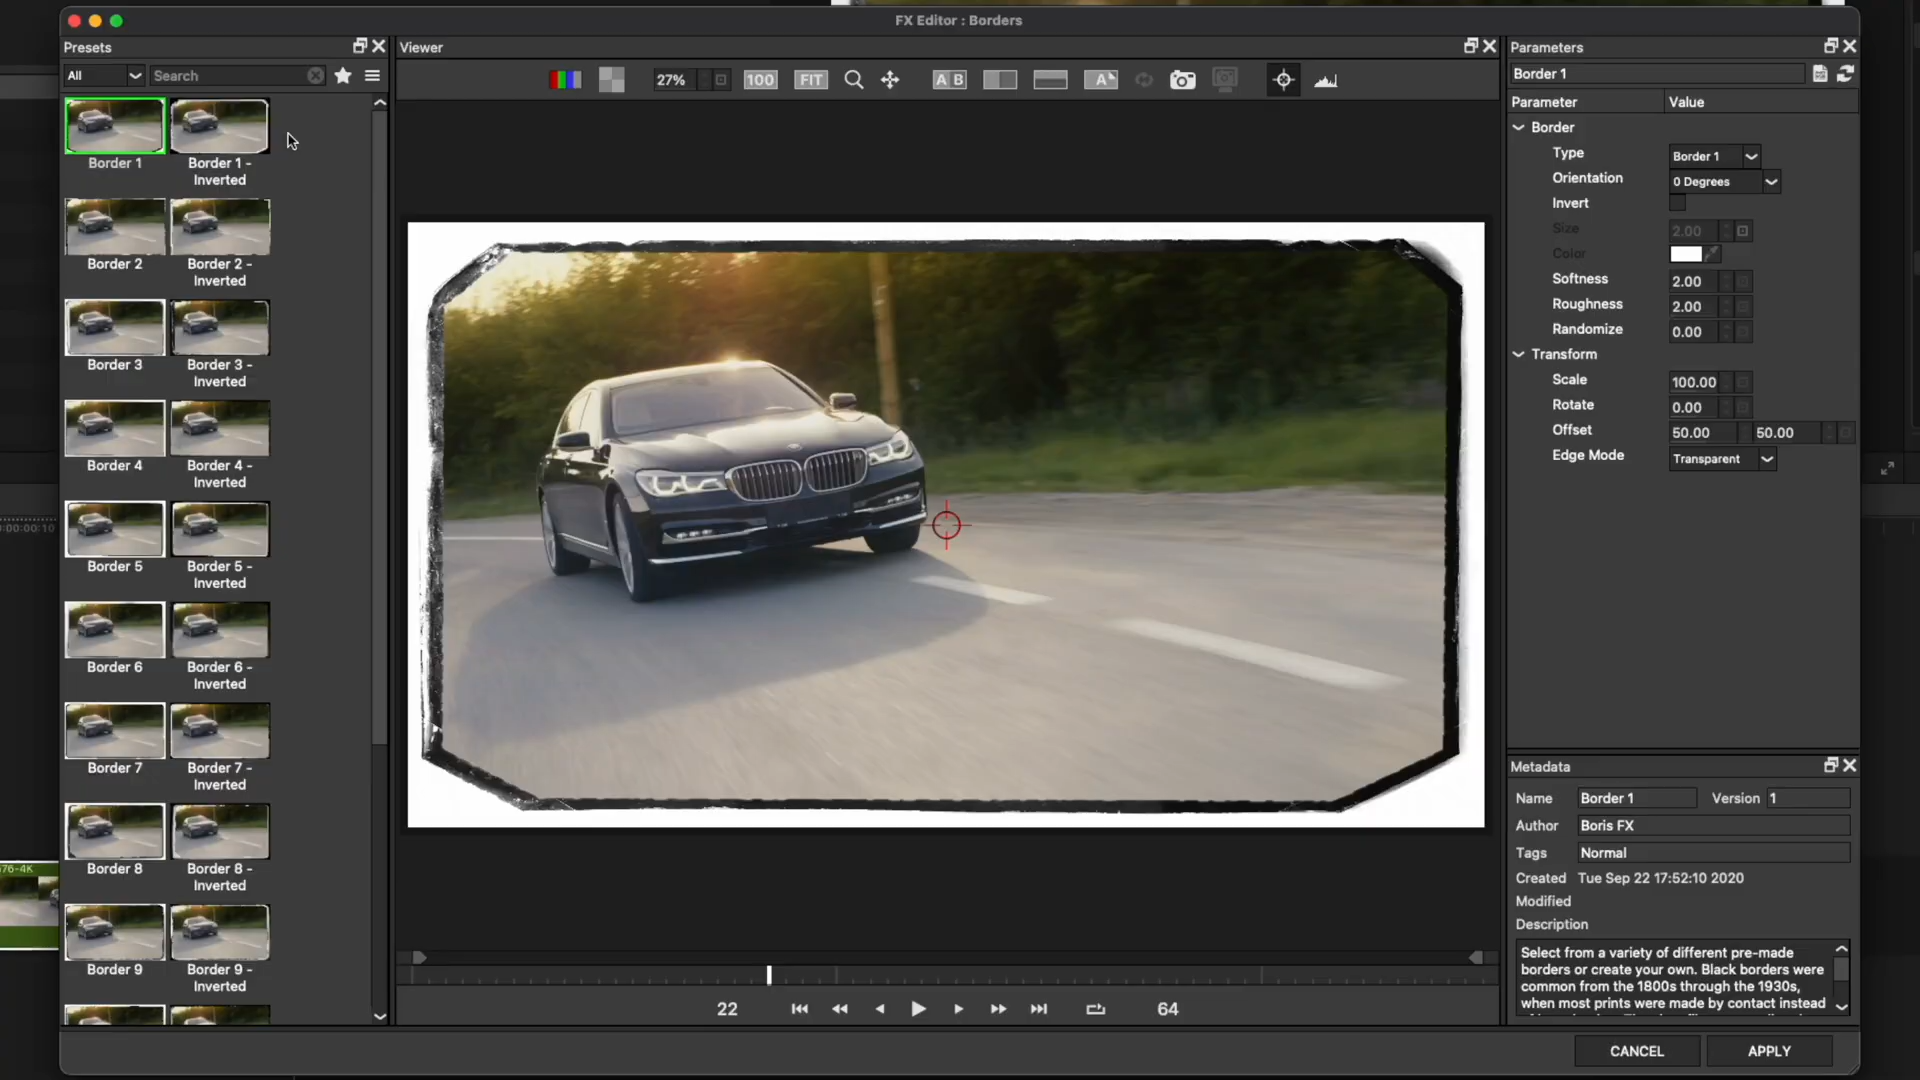 FX Editor : Borders
Presets
All
Search
Border 1
Border 1 -
Inverted
Border 2
Border 2 -
Inverted
Border 3
Border 3 -
Inverted
Border 4
Border 4 -
Inverted
Border 5
Border 5 -
Inverted
Border 6
Border 6 -
Inverted
Border 7
Border 7 -
Inverted
Border 8
Border 8 -
Inverted
Border 9
Border 9 -
Inverted
Viewer
27%
100
FIT
A B
A
22
64
Parameters
Border 1
Parameter
Value
Border
Type
Border 1
Orientation
0 Degrees
Invert
Size
2.00
Color
Softness
2.00
Roughness
2.00
Randomize
0.00
Transform
Scale
100.00
Rotate
0.00
Offset
50.00
50.00
Edge Mode
Transparent
Metadata
Name
Border 1
Version
1
Author
Boris FX
Tags
Normal
Created
Tue Sep 22 17:52:10 2020
Modified
Description
Select from a variety of different pre-made
borders or create your own. Black borders were
common from the 1800s through the 1930s,
when most prints were made by contact instead
CANCEL
APPLY
0:00:00:10
676-4K